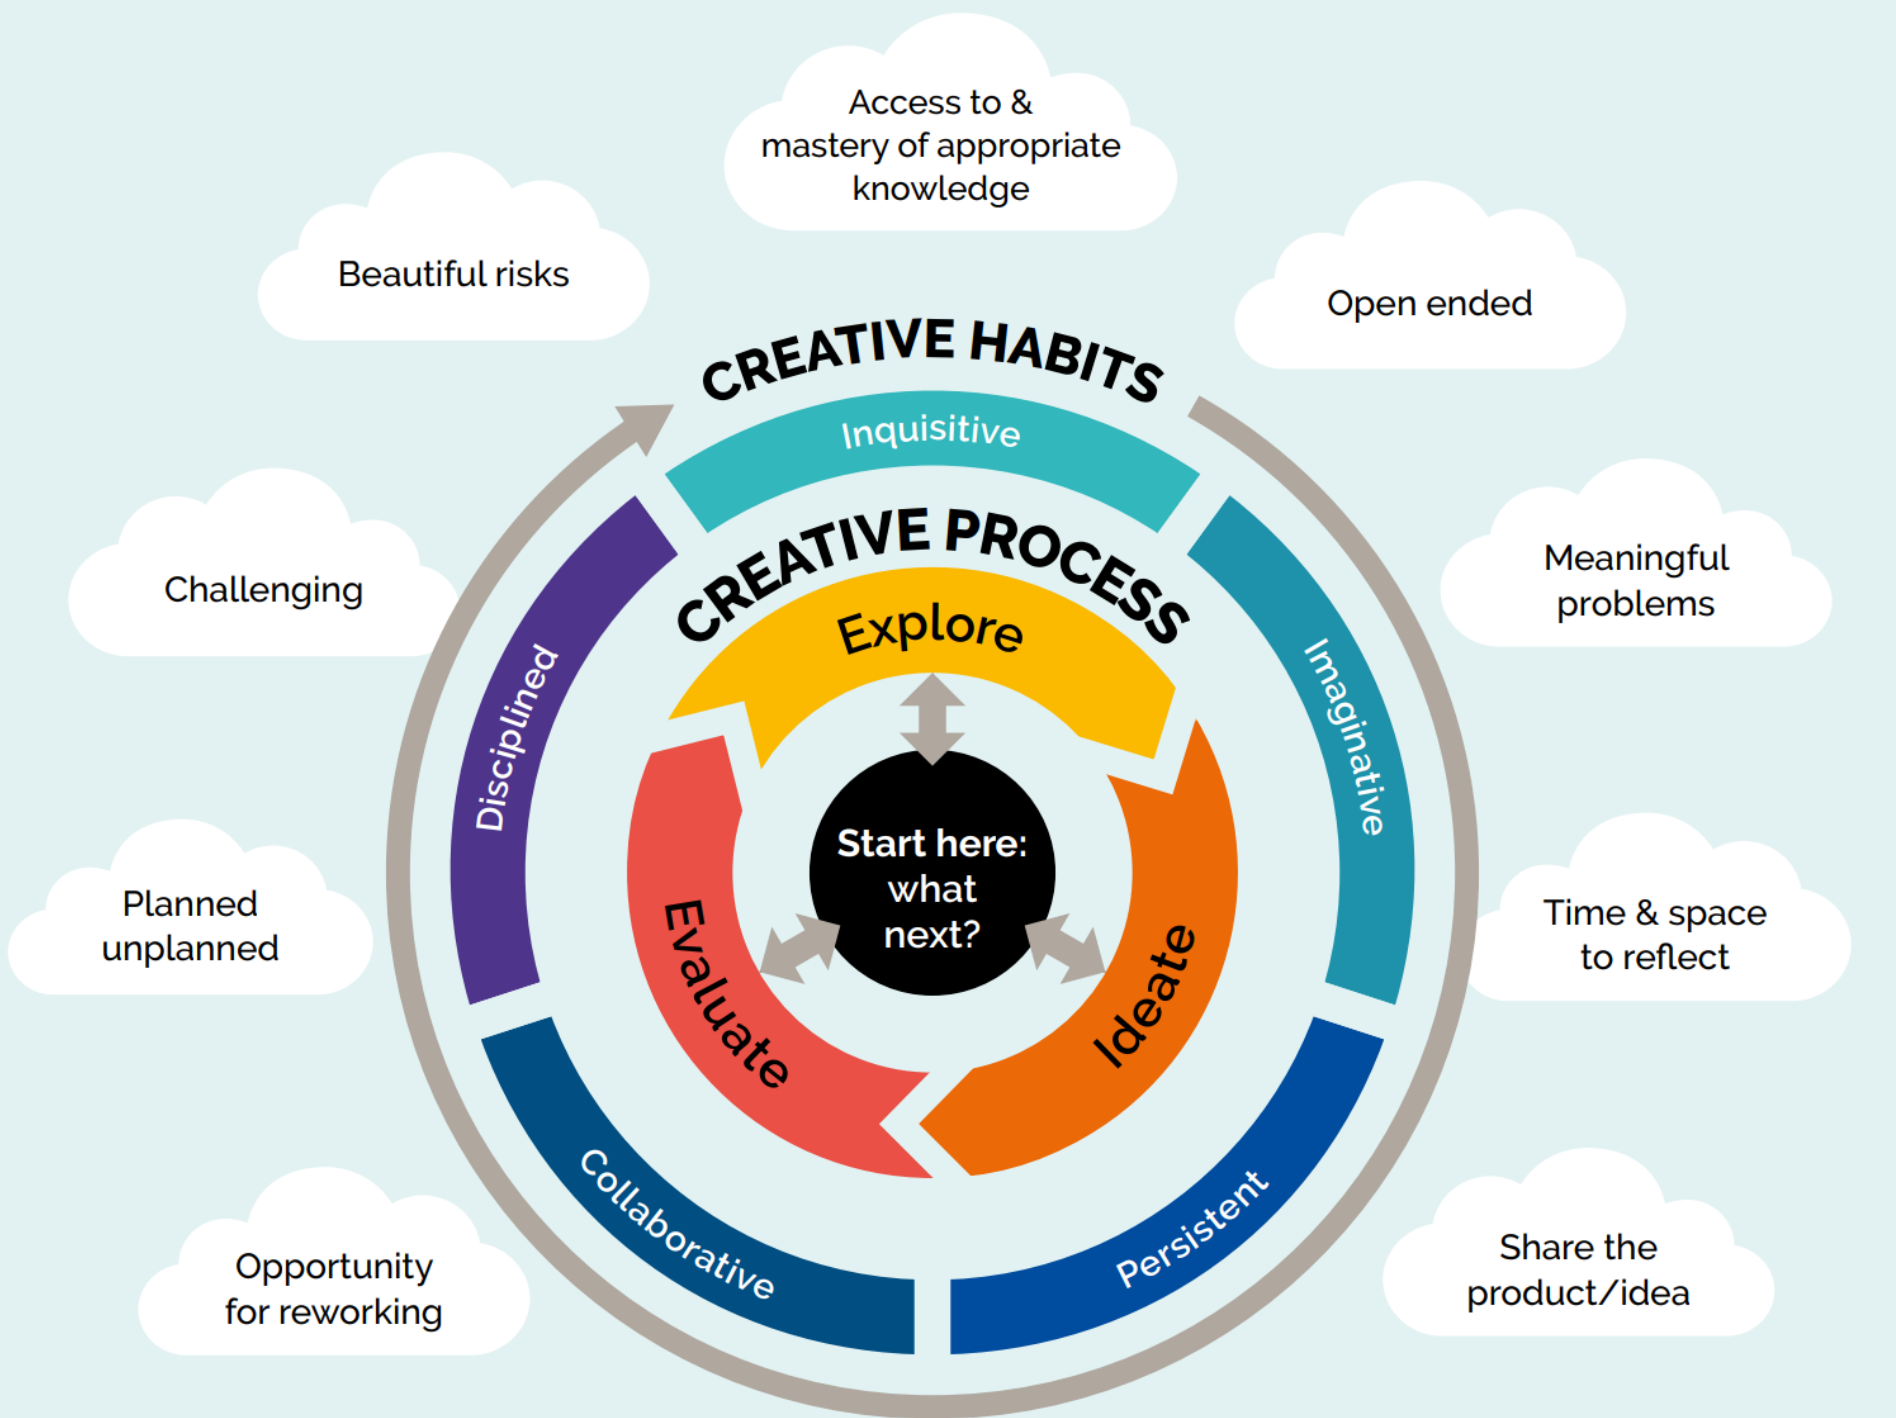 Access to &
mastery of appropriate
knowledge
Beautiful risks
Open ended
CREATIVE HABITS
Inquisitive
Challenging
Meaningful
problems
CREATIVE PROCESS
Explore
Disciplined
Imaginative
Start here:
what
next?
Planned
unplanned
Time & space
to reflect
Evaluate
Ideate
Collaborative
Persistent
Opportunity
for reworking
Share the
product/idea